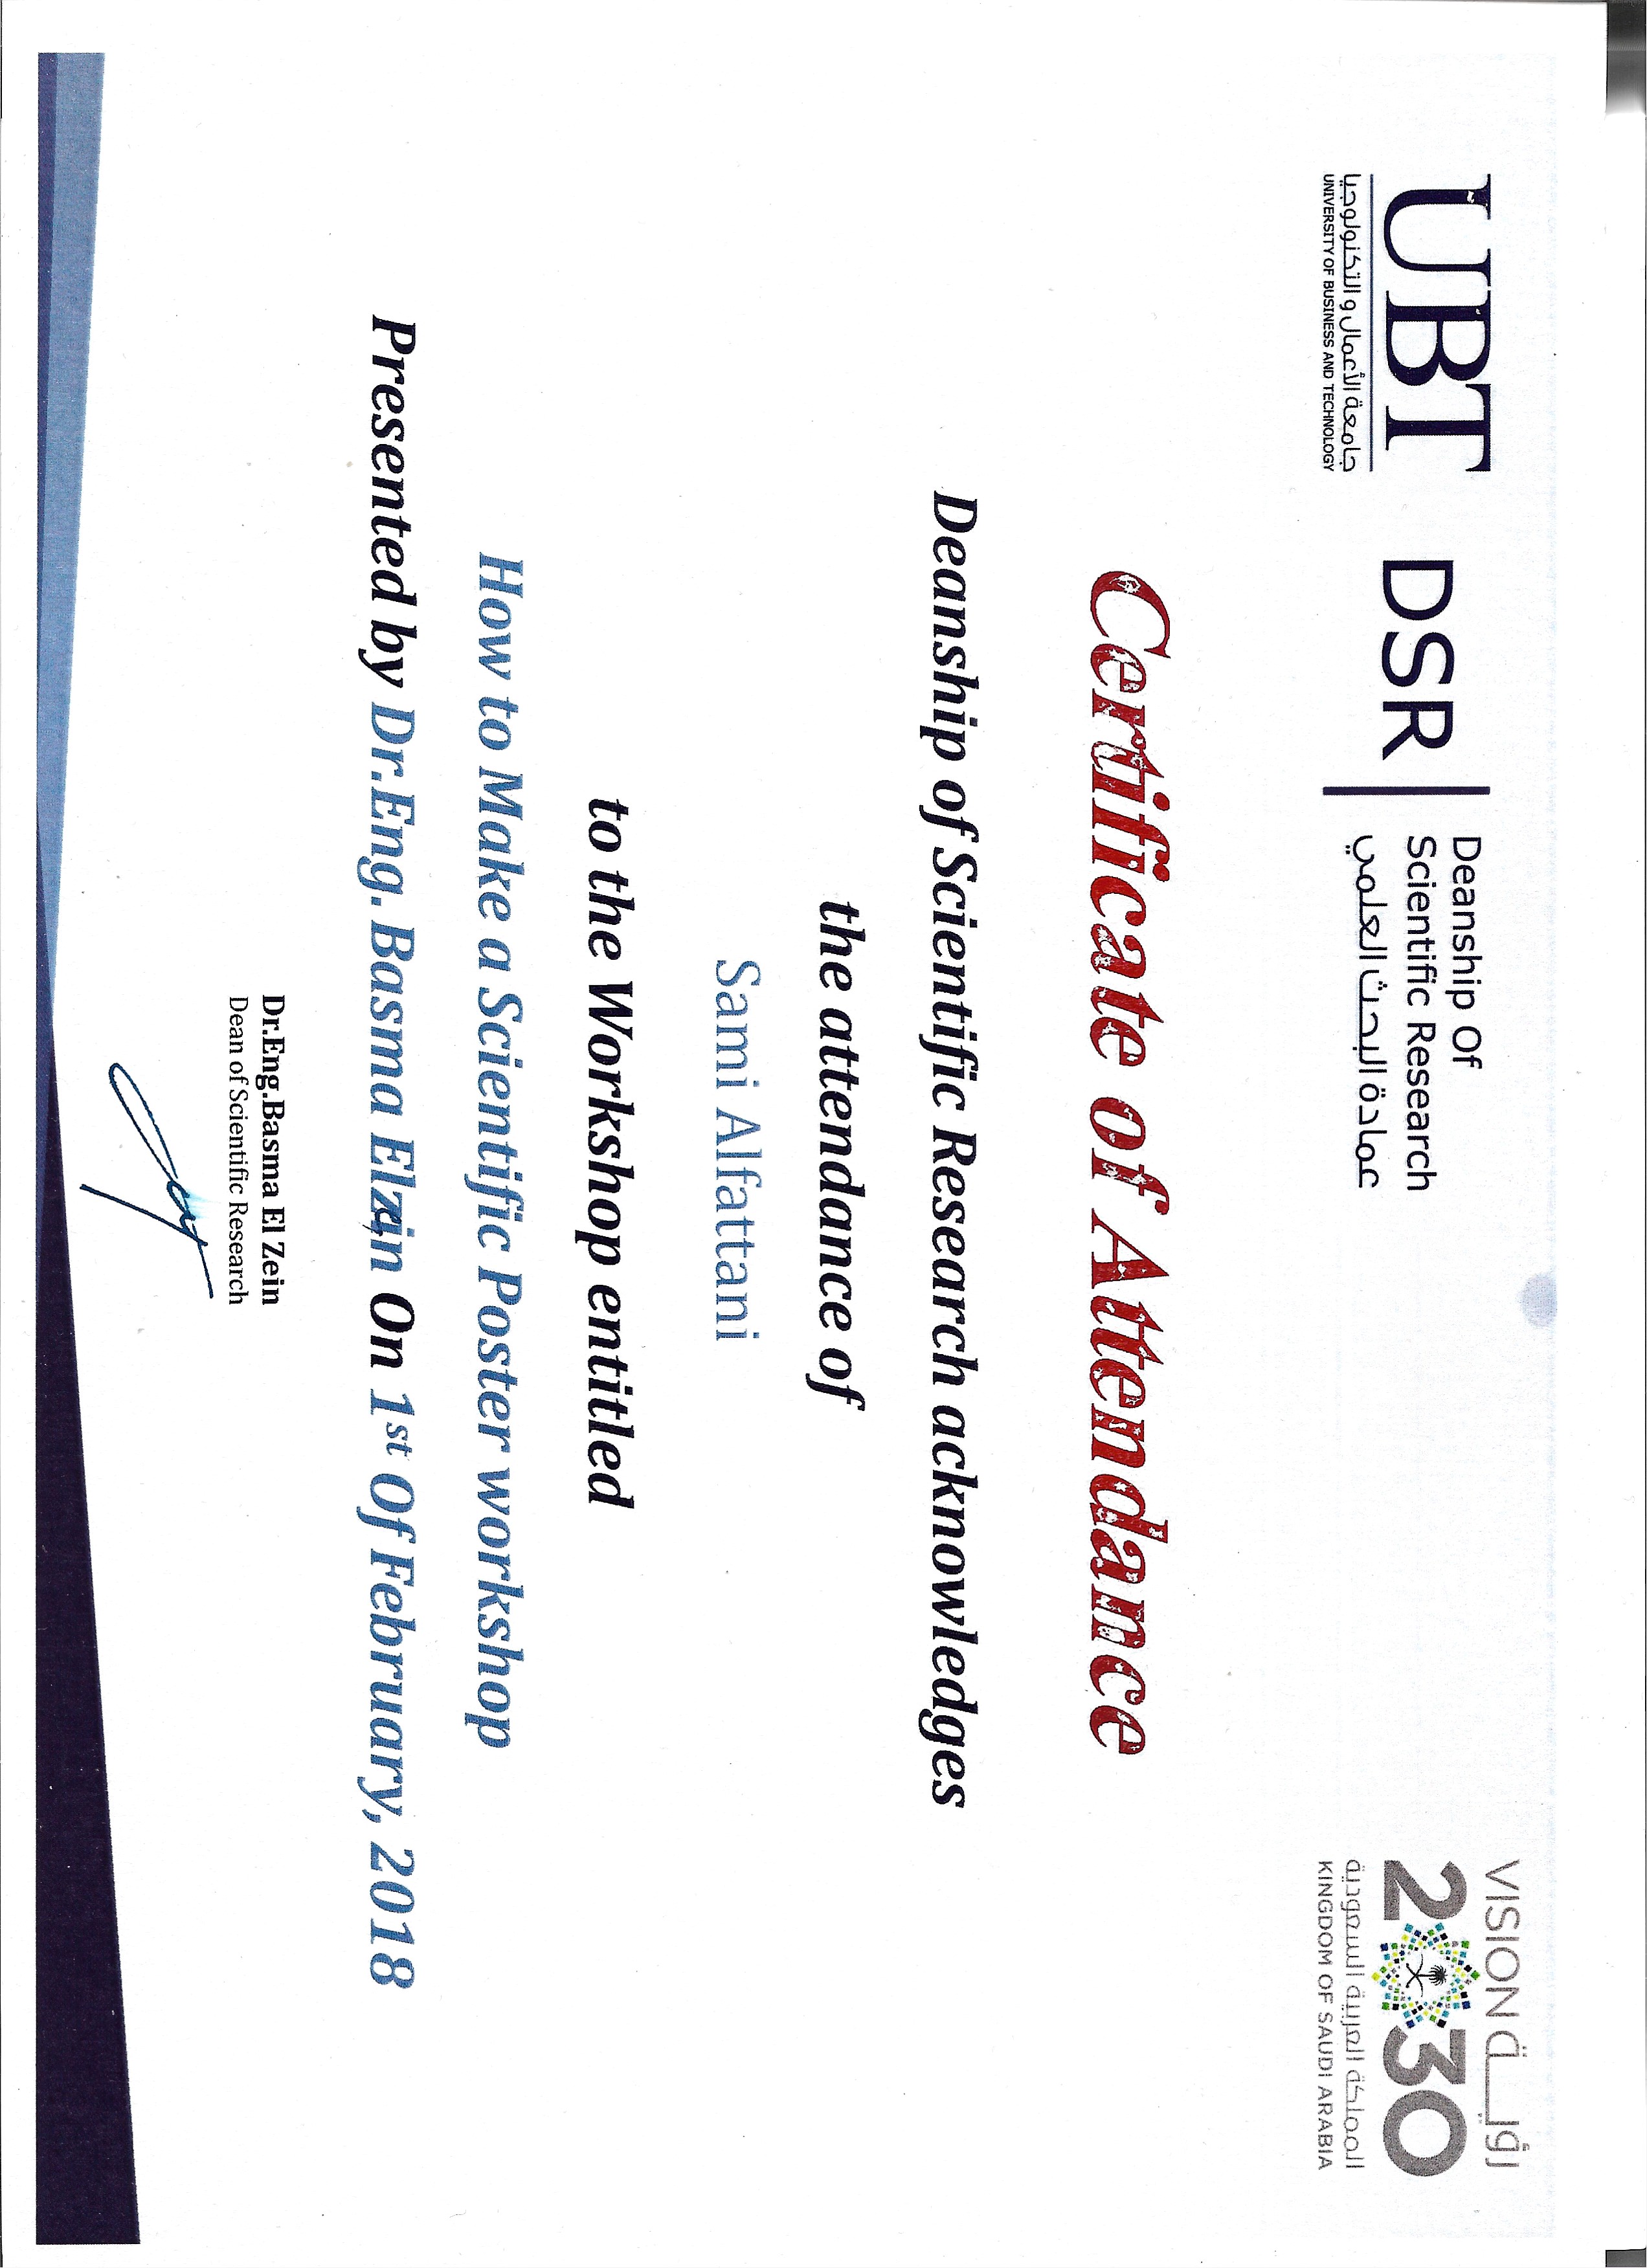 UBT
جامعة الأعمال و التكنولوجيا
UNIVERSITY OF BUSINESS AND TECHNOLOGY
DSR
Deanship Of
Scientific Research
عمادة البحث العلمي
VISION رؤيــة
2030
المملكة العربية السعودية
KINGDOM OF SAUDI ARABIA
Certificate of Attendance
Deanship of Scientific Research acknowledges
the attendance of
Sami Alfattani
to the Workshop entitled
How to Make a Scientific Poster workshop
Presented by Dr.Eng. Basma Elzein On 1st Of February, 2018
Dr.Eng.Basma El Zein
Dean of Scientific Research